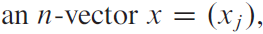 an n-vector x = (x_j),